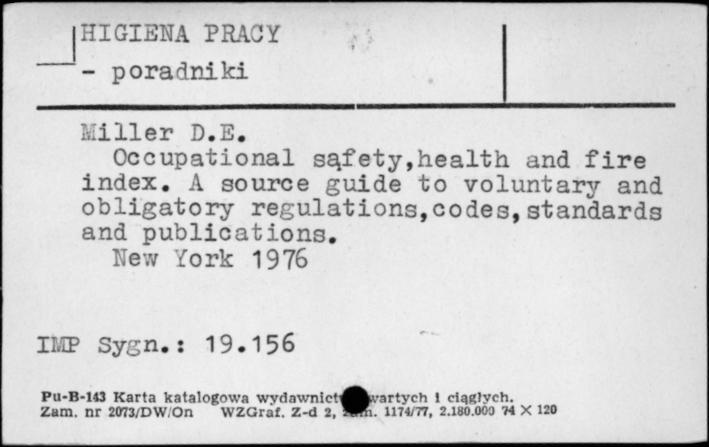 HIGIENA PRACY
- poradniki
Miller D.E.
Occupational sąfety,health and fire
index. A source guide to voluntary and
obligatory regulations,codes,standards
and publications.
New York 1976
IMP Sygn.: 19.156
Pu-B-143 Karta katalogowa wydawnict wartych i ciągłych.
Zam. nr 2073/DW/On WZGraf. Z-d 2, zam. 1174/77, 2.180.000 74 X 120